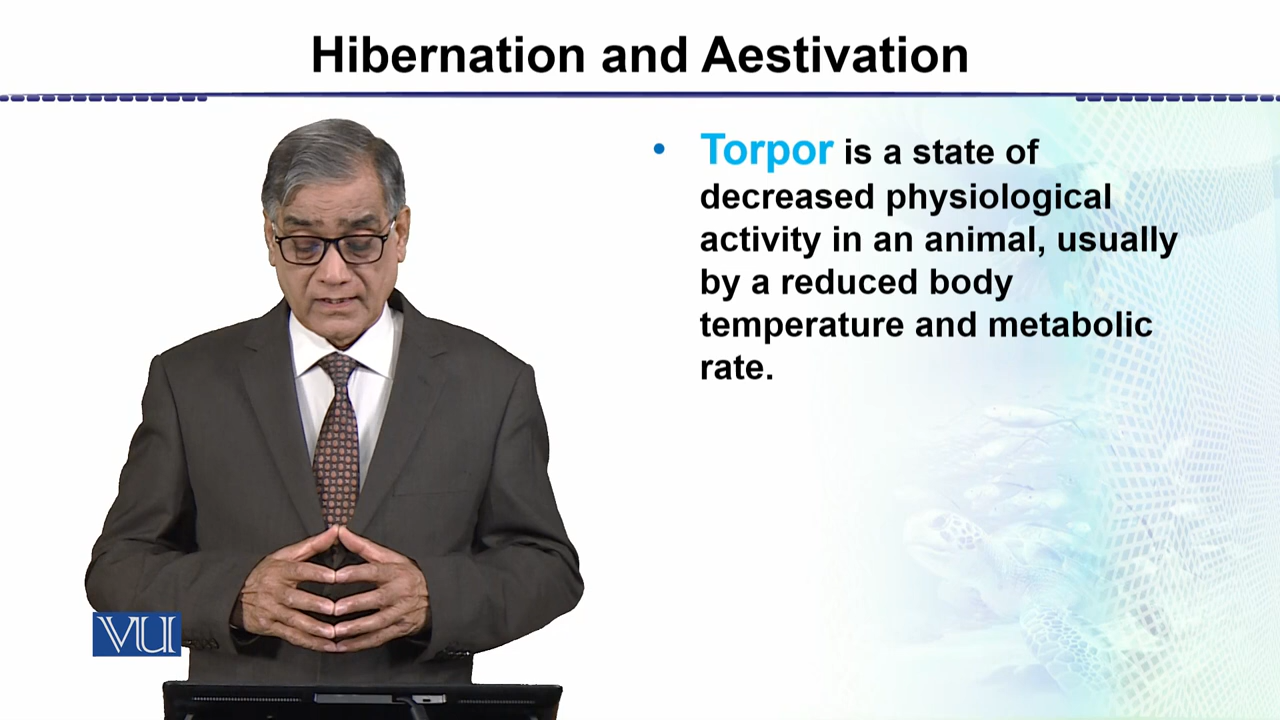 Hibernation and Aestivation
• Torpor is a state of
decreased physiological
activity in an animal, usually
by a reduced body
temperature and metabolic
rate.
VU